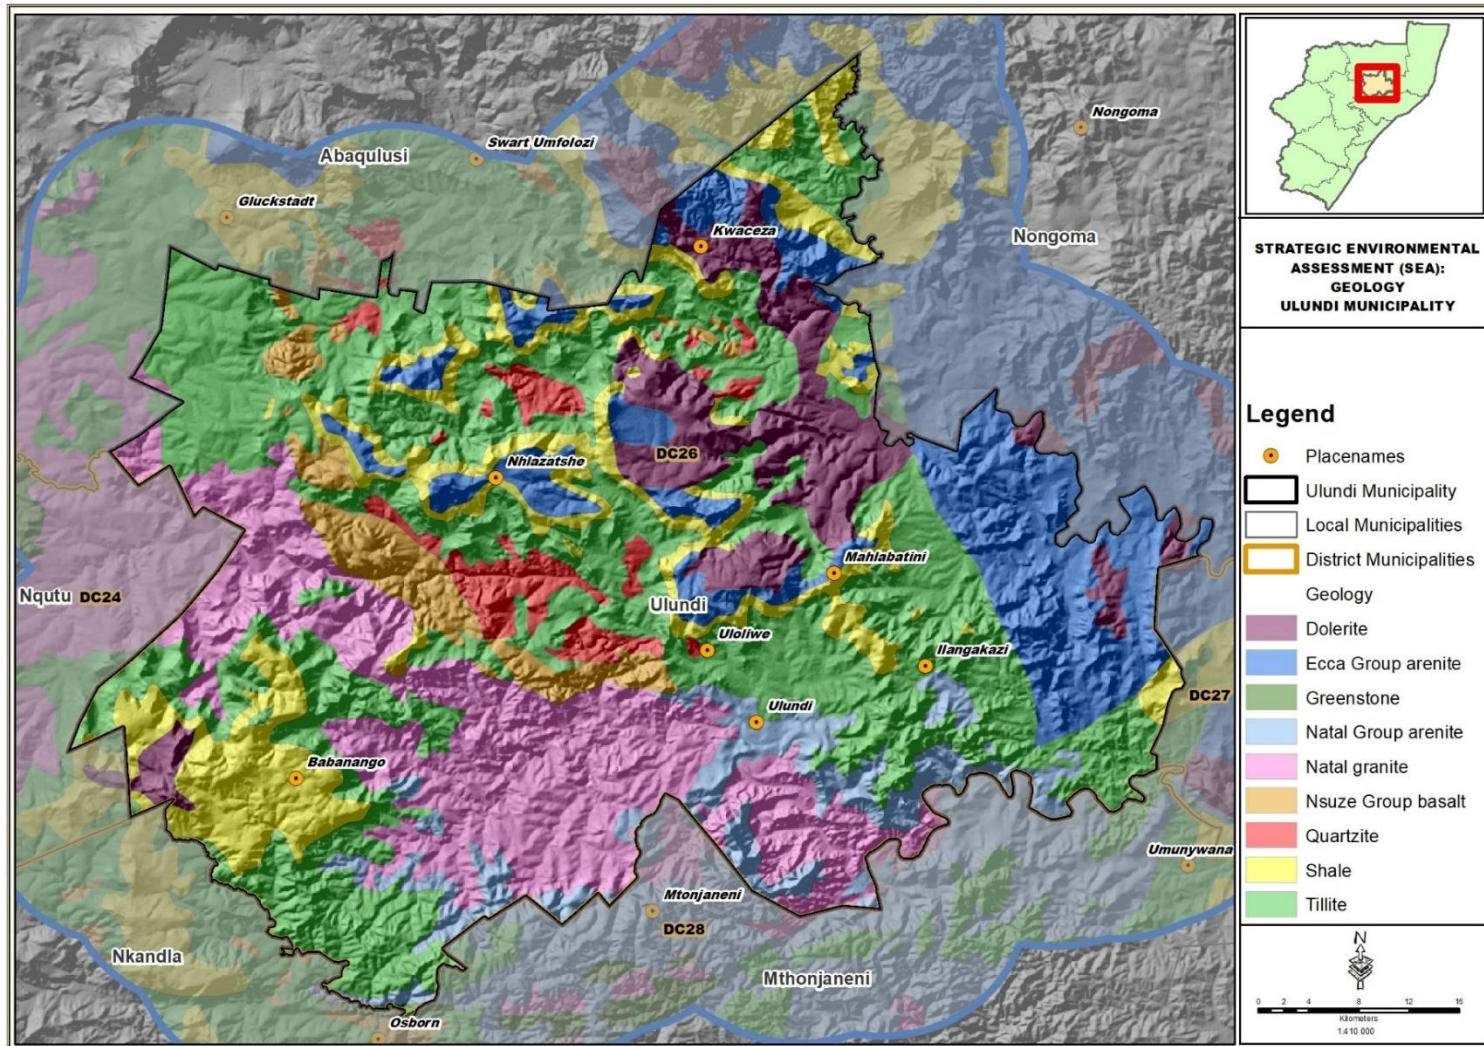 Nongoma
Swart Umfolozi
Abaqulusi
Gluckstadt
Kwaceza
Nongoma
Nhlazatshe
DC26
Mahlabatini
Nqutu DC24
Ulundi
Uloliwe
Ilangakazi
DC27
Ulundi
Babanango
Umunywana
Mtonjaneni
DC28
Nkandla
Mthonjaneni
Osborn
STRATEGIC ENVIRONMENTAL
ASSESSMENT (SEA):
GEOLOGY
ULUNDI MUNICIPALITY
Legend
Placenames
Ulundi Municipality
Local Municipalities
District Municipalities
Geology
Dolerite
Ecca Group arenite
Greenstone
Natal Group arenite
Natal granite
Nsuze Group basalt
Quartzite
Shale
Tillite
N
0 2 4 8 12 16
Kilometers
1:410 000